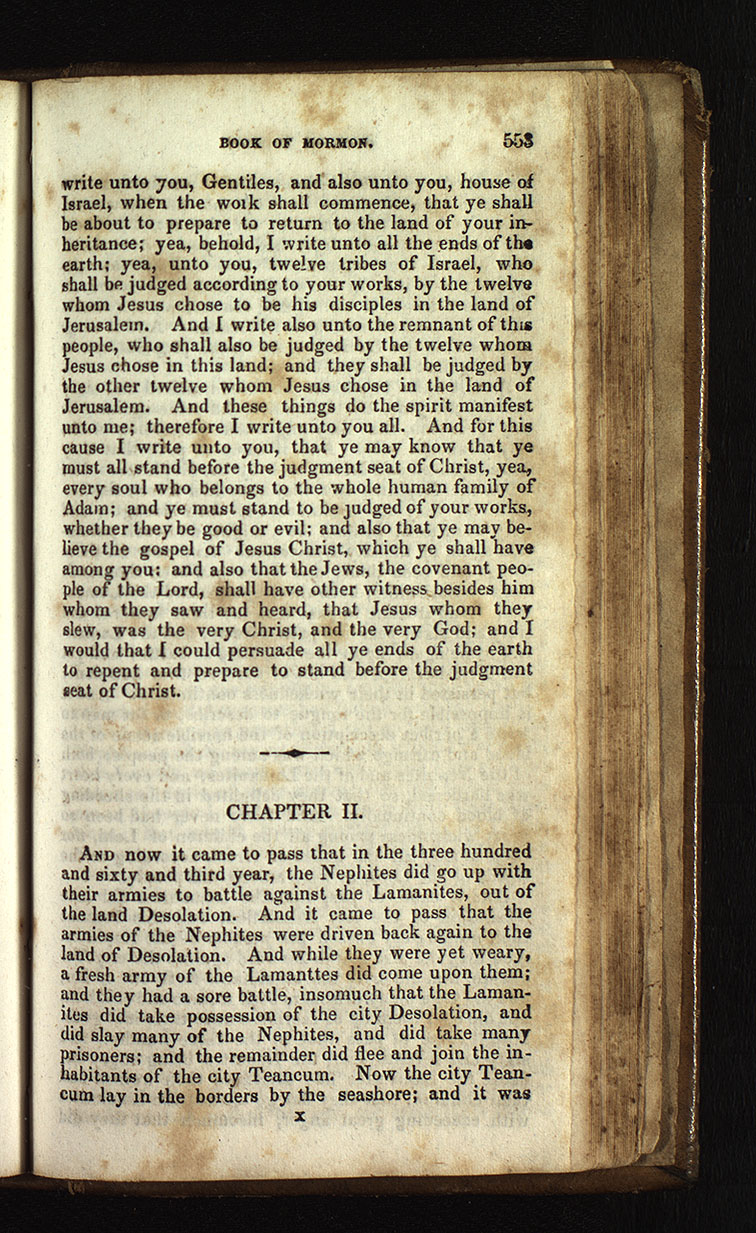 BOOK OF MORMON. 553
write unto you, Gentiles, and also unto you, house of
Israel, when the work shall commence, that ye shall
be about to prepare to return to the land of your in-
heritance; yea, behold, I write unto all the ends of the
earth; yea, unto you, twelve tribes of Israel, who
shall be judged according to your works, by the twelve
whom Jesus chose to be his disciples in the land of
Jerusalem. And I write also unto the remnant of this
people, who shall also be judged by the twelve whom
Jesus chose in this land; and they shall be judged by
the other twelve whom Jesus chose in the land of
Jerusalem. And these things do the spirit manifest
unto me; therefore I write unto you all. And for this
cause I write unto you, that ye may know that ye
must all stand before the judgment seat of Christ, yea,
every soul who belongs to the whole human family of
Adam; and ye must stand to be judged of your works,
whether they be good or evil; and also that ye may be-
lieve the gospel of Jesus Christ, which ye shall have
among you: and also that the Jews, the covenant peo-
ple of the Lord, shall have other witness besides him
whom they saw and heard, that Jesus whom they
slew, was the very Christ, and the very God; and I
would that I could persuade all ye ends of the earth
to repent and prepare to stand before the judgment
seat of Christ.
CHAPTER II.
AND now it came to pass that in the three hundred
and sixty and third year, the Nephites did go up with
their armies to battle against the Lamanites, out of
the land Desolation. And it came to pass that the
armies of the Nephites were driven back again to the
land of Desolation. And while they were yet weary,
a fresh army of the Lamanttes did come upon them;
and they had a sore battle, insomuch that the Laman-
ites did take possession of the city Desolation, and
did slay many of the Nephites, and did take many
prisoners; and the remainder did flee and join the in-
habitants of the city Teancum. Now the city Tean-
cum lay in the borders by the seashore; and it was
X